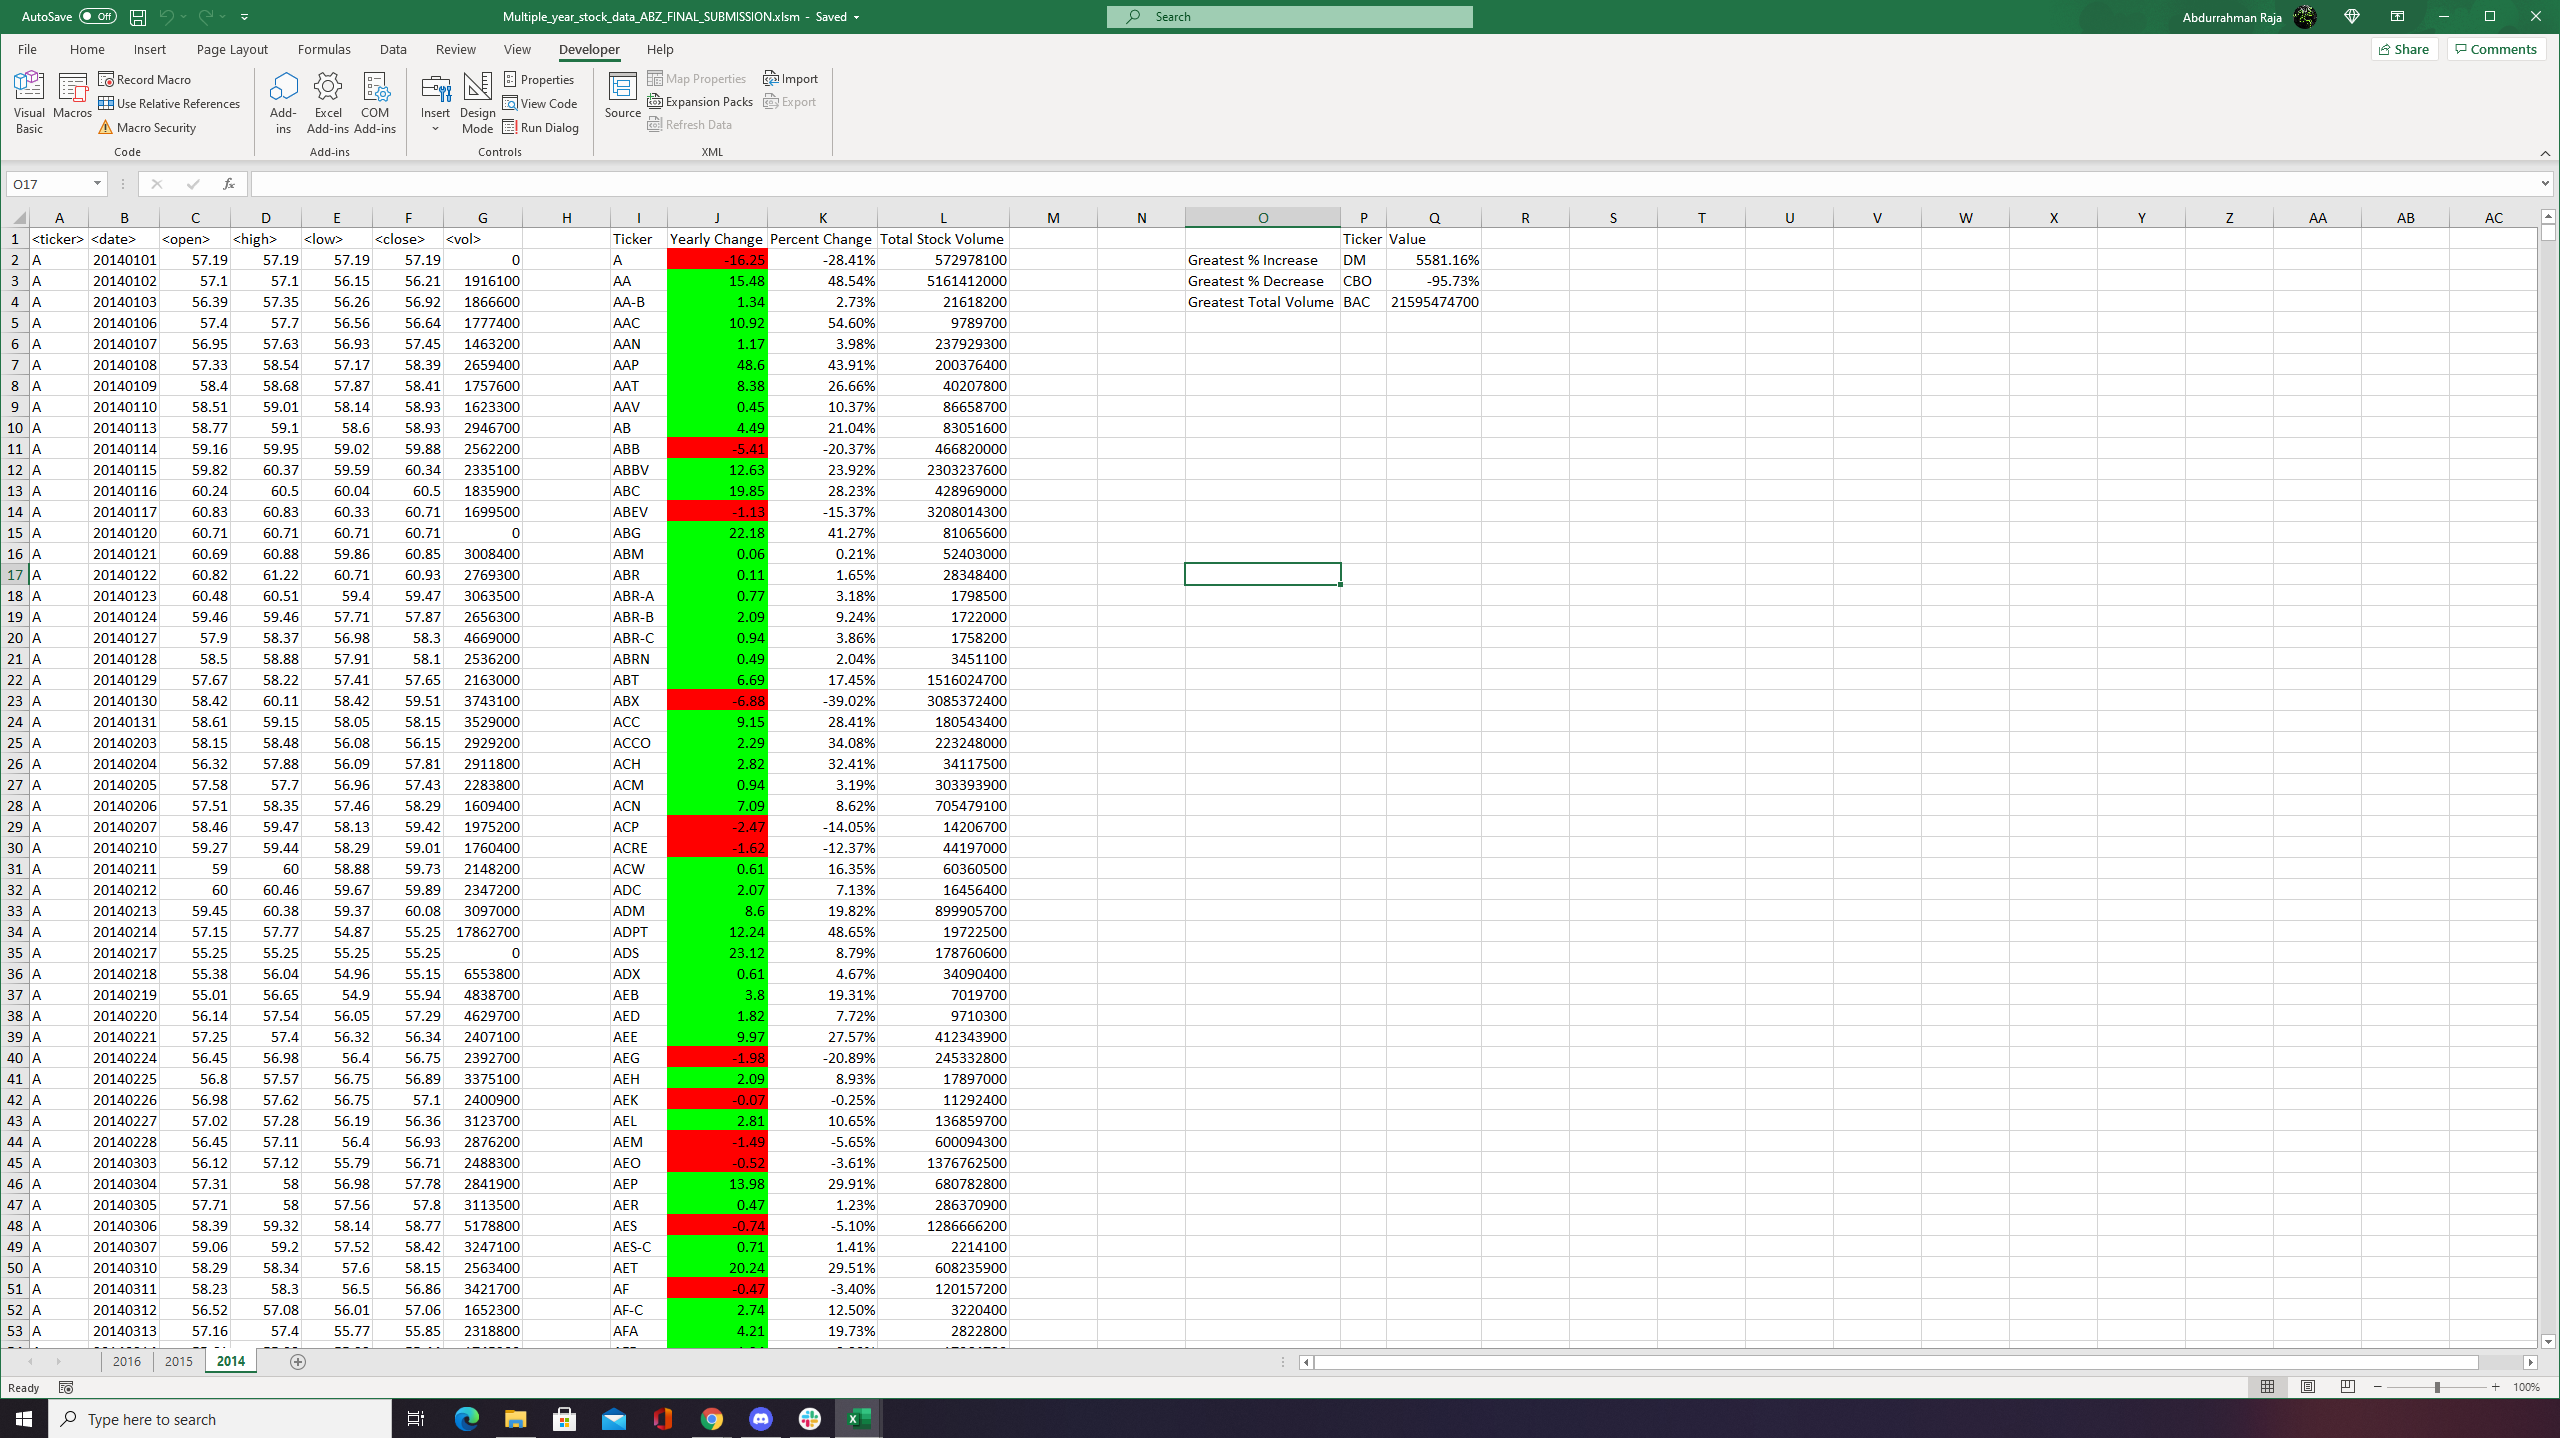 AutoSave Off Multiple_year_stock_data_ABZ_FINAL_SUBMISSION.xlsm - Saved Search Abdurrahman Raja
File Home Insert Page Layout Formulas Data Review View Developer Help Share Comments
Visual Basic Macros Record Macro Use Relative References Macro Security Code
Add-ins Excel Add-ins COM Add-ins Add-ins
Insert Design Mode Properties View Code Run Dialog Controls
Source Map Properties Expansion Packs Refresh Data Import Export XML
O17 fx
A B C D E F G H I J K L M N O P Q R S T U V W X Y Z AA AB AC
1 <ticker> <date> <open> <high> <low> <close> <vol> Ticker Yearly Change Percent Change Total Stock Volume Ticker Value
2 A 20140101 57.19 57.19 57.19 57.19 0 A -16.25 -28.41% 572978100 Greatest % Increase DM 5581.16%
3 A 20140102 57.1 57.1 56.15 56.21 1916100 AA 15.48 48.54% 5161412000 Greatest % Decrease CBO -95.73%
4 A 20140103 56.39 57.35 56.26 56.92 1866600 AA-B 1.34 2.73% 21618200 Greatest Total Volume BAC 21595474700
5 A 20140106 57.4 57.7 56.56 56.64 1777400 AAC 10.92 54.60% 9789700
6 A 20140107 56.95 57.63 56.93 57.45 1463200 AAN 1.17 3.98% 237929300
7 A 20140108 57.33 58.54 57.17 58.39 2659400 AAP 48.6 43.91% 200376400
8 A 20140109 58.4 58.68 57.87 58.41 1757600 AAT 8.38 26.66% 40207800
9 A 20140110 58.51 59.01 58.14 58.93 1623300 AAV 0.45 10.37% 86658700
10 A 20140113 58.77 59.1 58.6 58.93 2946700 AB 4.49 21.04% 83051600
11 A 20140114 59.16 59.95 59.02 59.88 2562200 ABB -5.41 -20.37% 466820000
12 A 20140115 59.82 60.37 59.59 60.34 2335100 ABBV 12.63 23.92% 2303237600
13 A 20140116 60.24 60.5 60.04 60.5 1835900 ABC 19.85 28.23% 428969000
14 A 20140117 60.83 60.83 60.33 60.71 1699500 ABEV -1.13 -15.37% 3208014300
15 A 20140120 60.71 60.71 60.71 60.71 0 ABG 22.18 41.27% 81065600
16 A 20140121 60.69 60.88 59.86 60.85 3008400 ABM 0.06 0.21% 52403000
17 A 20140122 60.82 61.22 60.71 60.93 2769300 ABR 0.11 1.65% 28348400
18 A 20140123 60.48 60.51 59.4 59.47 3063500 ABR-A 0.77 3.18% 1798500
19 A 20140124 59.46 59.46 57.71 57.87 2656300 ABR-B 2.09 9.24% 1722000
20 A 20140127 57.9 58.37 56.98 58.3 4669000 ABR-C 0.94 3.86% 1758200
21 A 20140128 58.5 58.88 57.91 58.1 2536200 ABRN 0.49 2.04% 3451100
22 A 20140129 57.67 58.22 57.41 57.65 2163000 ABT 6.69 17.45% 1516024700
23 A 20140130 58.42 60.11 58.42 59.51 3743100 ABX -6.88 -39.02% 3085372400
24 A 20140131 58.61 59.15 58.05 58.15 3529000 ACC 9.15 28.41% 180543400
25 A 20140203 58.15 58.48 56.08 56.15 2929200 ACCO 2.29 34.08% 223248000
26 A 20140204 56.32 57.88 56.09 57.81 2911800 ACH 2.82 32.41% 34117500
27 A 20140205 57.58 57.7 56.96 57.43 2283800 ACM 0.94 3.19% 303393900
28 A 20140206 57.51 58.35 57.46 58.29 1609400 ACN 7.09 8.62% 705479100
29 A 20140207 58.46 59.47 58.13 59.42 1975200 ACP -2.47 -14.05% 14206700
30 A 20140210 59.27 59.44 58.29 59.01 1760400 ACRE -1.62 -12.37% 44197000
31 A 20140211 59 60 58.88 59.73 2148200 ACW 0.61 16.35% 60360500
32 A 20140212 60 60.46 59.67 59.89 2347200 ADC 2.07 7.13% 16456400
33 A 20140213 59.45 60.38 59.37 60.08 3097000 ADM 8.6 19.82% 899905700
34 A 20140214 57.15 57.77 54.87 55.25 17862700 ADPT 12.24 48.65% 19722500
35 A 20140217 55.25 55.25 55.25 55.25 0 ADS 23.12 8.79% 178760600
36 A 20140218 55.38 56.04 54.96 55.15 6553800 ADX 0.61 4.67% 34090400
37 A 20140219 55.01 56.65 54.9 55.94 4838700 AEB 3.8 19.31% 7019700
38 A 20140220 56.14 57.54 56.05 57.29 4629700 AED 1.82 7.72% 9710300
39 A 20140221 57.25 57.4 56.32 56.34 2407100 AEE 9.97 27.57% 412343900
40 A 20140224 56.45 56.98 56.4 56.75 2392700 AEG -1.98 -20.89% 245332800
41 A 20140225 56.8 57.57 56.75 56.89 3375100 AEH 2.09 8.93% 17897000
42 A 20140226 56.98 57.62 56.75 57.1 2400900 AEK -0.07 -0.25% 11292400
43 A 20140227 57.02 57.28 56.19 56.36 3123700 AEL 2.81 10.65% 136859700
44 A 20140228 56.45 57.11 56.4 56.93 2876200 AEM -1.49 -5.65% 600094300
45 A 20140303 56.12 57.12 55.79 56.71 2488300 AEO -0.52 -3.61% 1376762500
46 A 20140304 57.31 58 56.98 57.78 2841900 AEP 13.98 29.91% 680782800
47 A 20140305 57.71 58 57.56 57.8 3113500 AER 0.47 1.23% 286370900
48 A 20140306 58.39 59.32 58.14 58.77 5178800 AES -0.74 -5.10% 1286666200
49 A 20140307 59.06 59.2 57.52 58.42 3247100 AES-C 0.71 1.41% 2214100
50 A 20140310 58.29 58.34 57.6 58.15 2563400 AET 20.24 29.51% 608235900
51 A 20140311 58.23 58.3 56.5 56.86 3421700 AF -0.47 -3.40% 120157200
52 A 20140312 56.52 57.08 56.01 57.06 1652300 AF-C 2.74 12.50% 3220400
53 A 20140313 57.16 57.4 55.77 55.85 2318800 AFA 4.21 19.73% 2822800
2016 2015 2014
Ready 100%
Type here to search